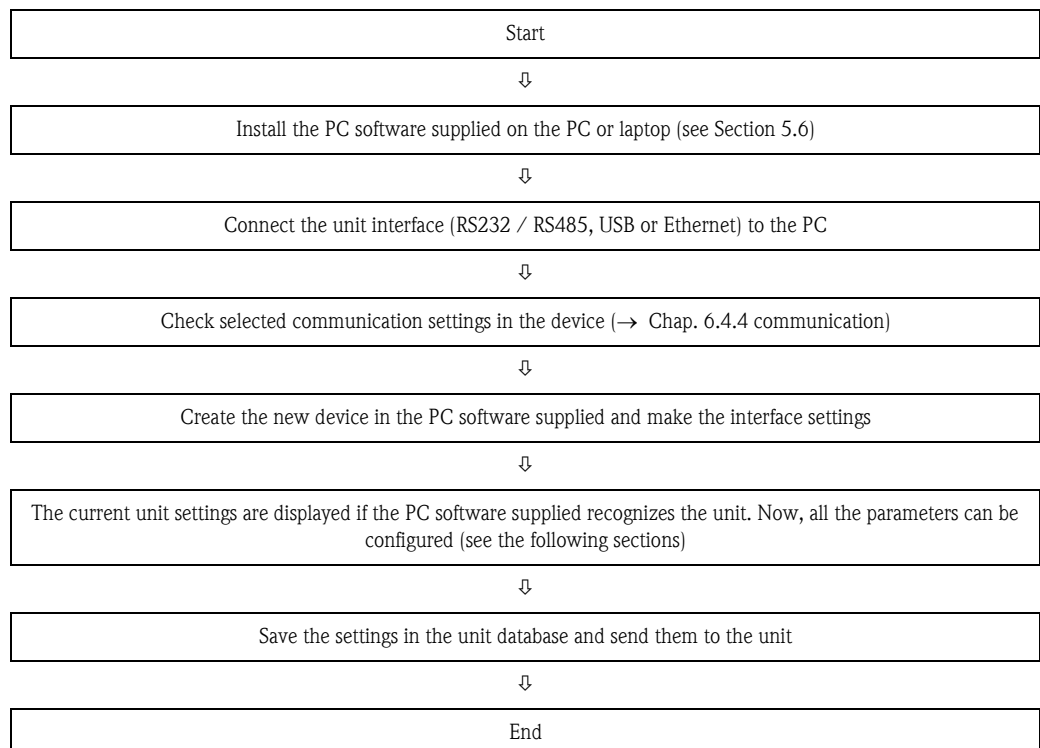 Start
⇩
Install the PC software supplied on the PC or laptop (see Section 5.6)
⇩
Connect the unit interface (RS232 / RS485, USB or Ethernet) to the PC
⇩
Check selected communication settings in the device (→ Chap. 6.4.4 communication)
⇩
Create the new device in the PC software supplied and make the interface settings
⇩
The current unit settings are displayed if the PC software supplied recognizes the unit. Now, all the parameters can be
configured (see the following sections)
⇩
Save the settings in the unit database and send them to the unit
⇩
End